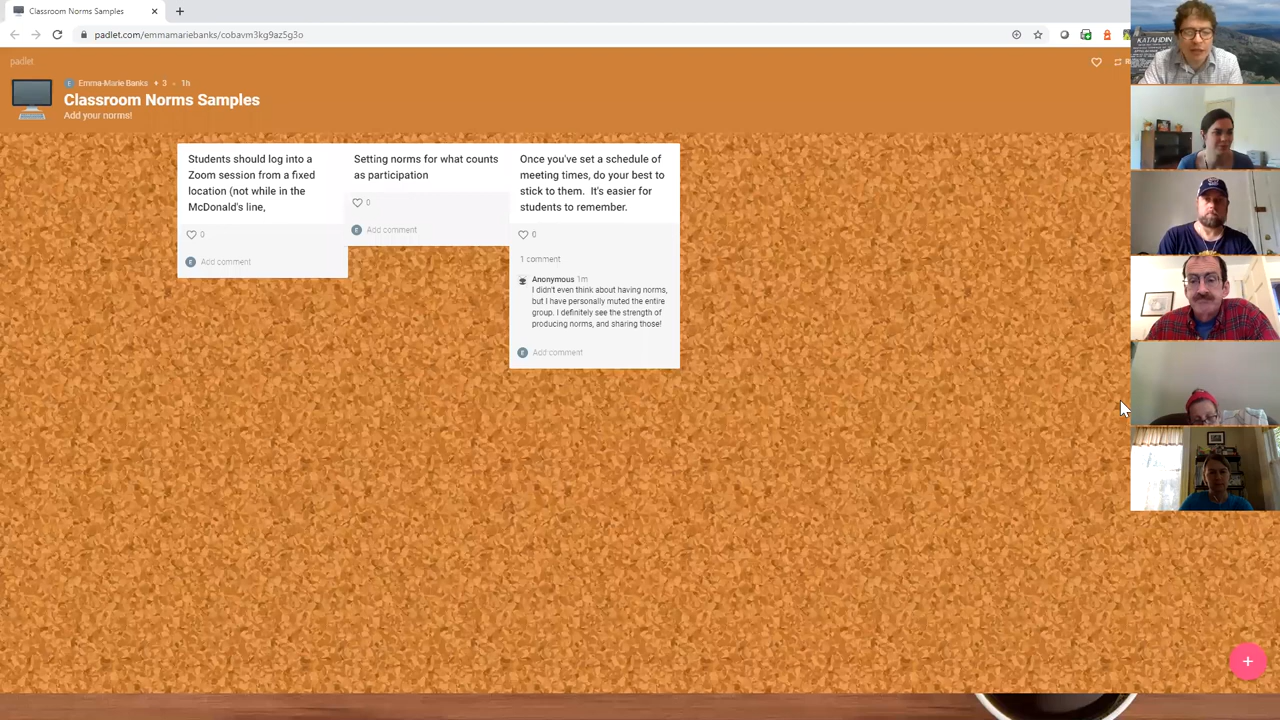 Classroom Norms Samples
padlet.com/emmamariebanks/cobavm3kg9az5g3o
padlet
E Emma-Marie Banks + 3 • 1h
Classroom Norms Samples
Add your norms!
Students should log into a
Zoom session from a fixed
location (not while in the
McDonald's line,
0
E Add comment
Setting norms for what counts
as participation
0
E Add comment
Once you've set a schedule of
meeting times, do your best to
stick to them. It's easier for
students to remember.
0
1 comment
Anonymous 1m
I didn't even think about having norms,
but I have personally muted the entire
group. I definitely see the strength of
producing norms, and sharing those!
E Add comment
KATAHDIN